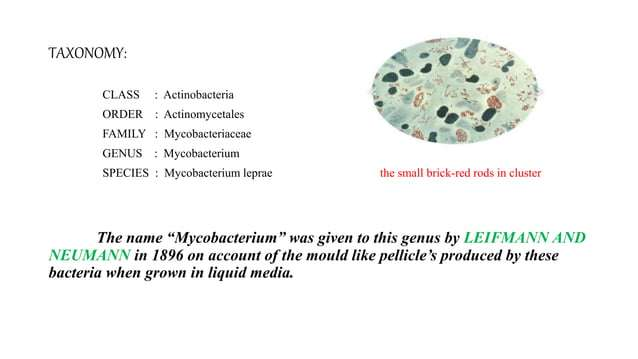 TAXONOMY:
CLASS : Actinobacteria
ORDER : Actinomycetales
FAMILY : Mycobacteriaceae
GENUS : Mycobacterium
SPECIES : Mycobacterium leprae
the small brick-red rods in cluster
The name “Mycobacterium” was given to this genus by LEIFMANN AND
NEUMANN in 1896 on account of the mould like pellicle’s produced by these
bacteria when grown in liquid media.